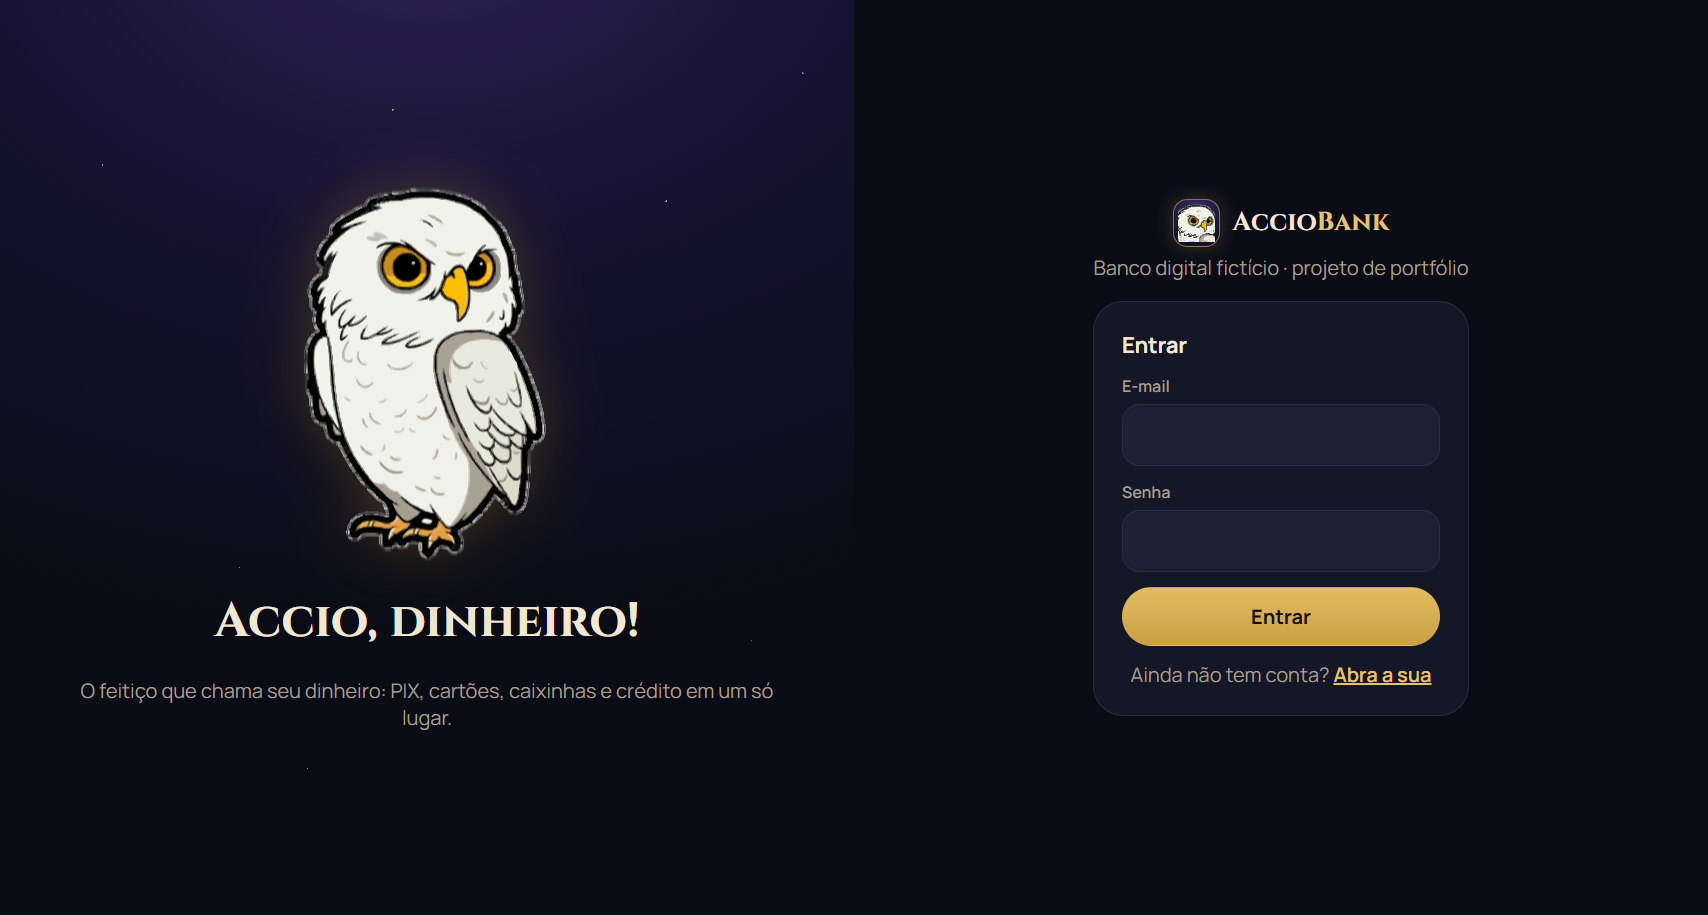 Accio, dinheiro!
O feitiço que chama seu dinheiro: PIX, cartões, caixinhas e crédito em um só
lugar.
AccioBank
Banco digital fictício · projeto de portfólio
Entrar
E-mail
Senha
Entrar
Ainda não tem conta? Abra a sua